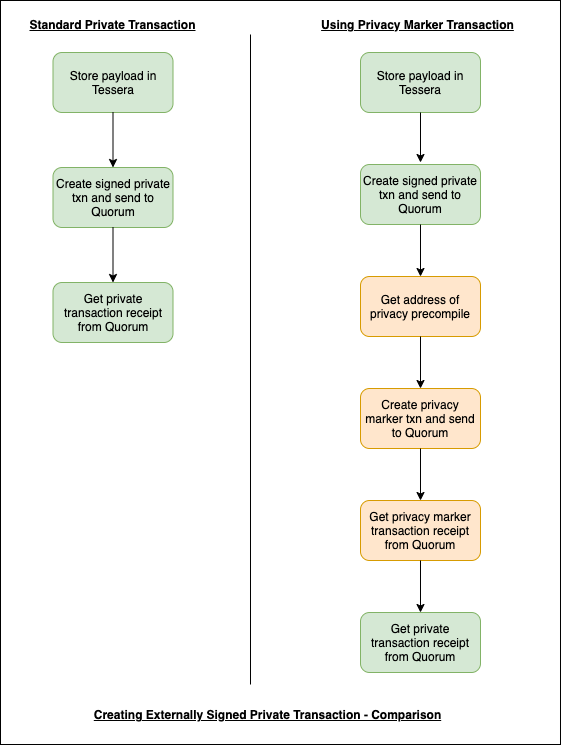 Standard Private Transaction
Using Privacy Marker Transaction
Store payload in
Tessera
Create signed private
txn and send to
Quorum
Get private
transaction receipt
from Quorum
Store payload in
Tessera
Create signed private
txn and send to
Quorum
Get address of
privacy precompile
Create privacy
marker txn and send
to Quorum
Get privacy marker
transaction receipt
from Quorum
Get private
transaction receipt
from Quorum
Creating Externally Signed Private Transaction - Comparison